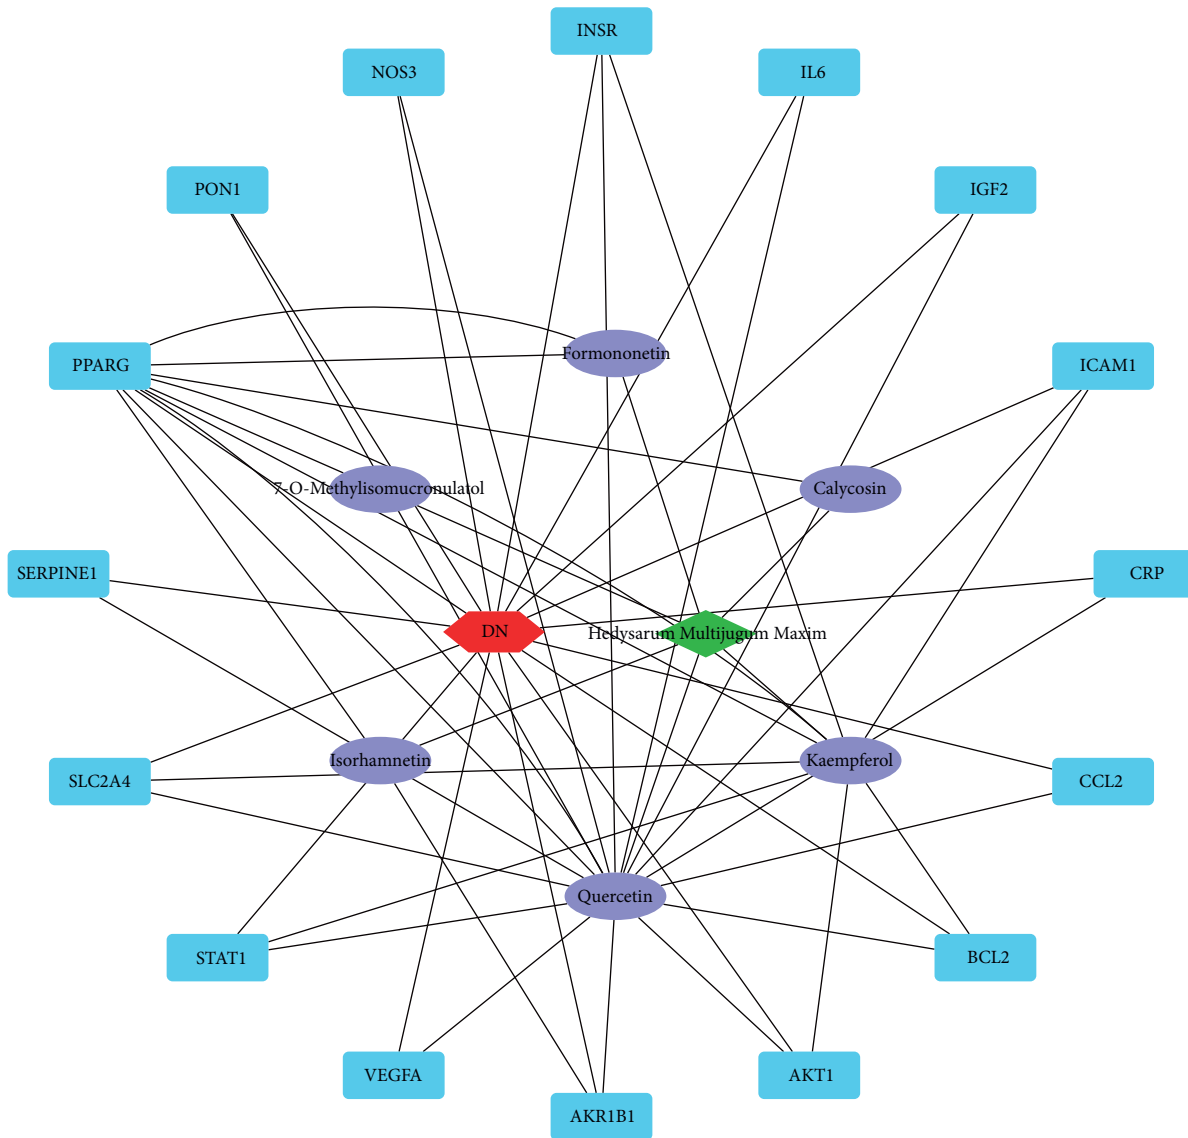 INSR
NOS3
IL6
PON1
IGF2
Formononetin
PPARG
ICAM1
7-O-Methylisomucronulatol
Calycosin
SERPINE1
CRP
DN
Hedysarum Multijugum Maxim
Isorhamnetin
Kaempferol
SLC2A4
CCL2
Quercetin
STAT1
BCL2
VEGFA
AKT1
AKR1B1